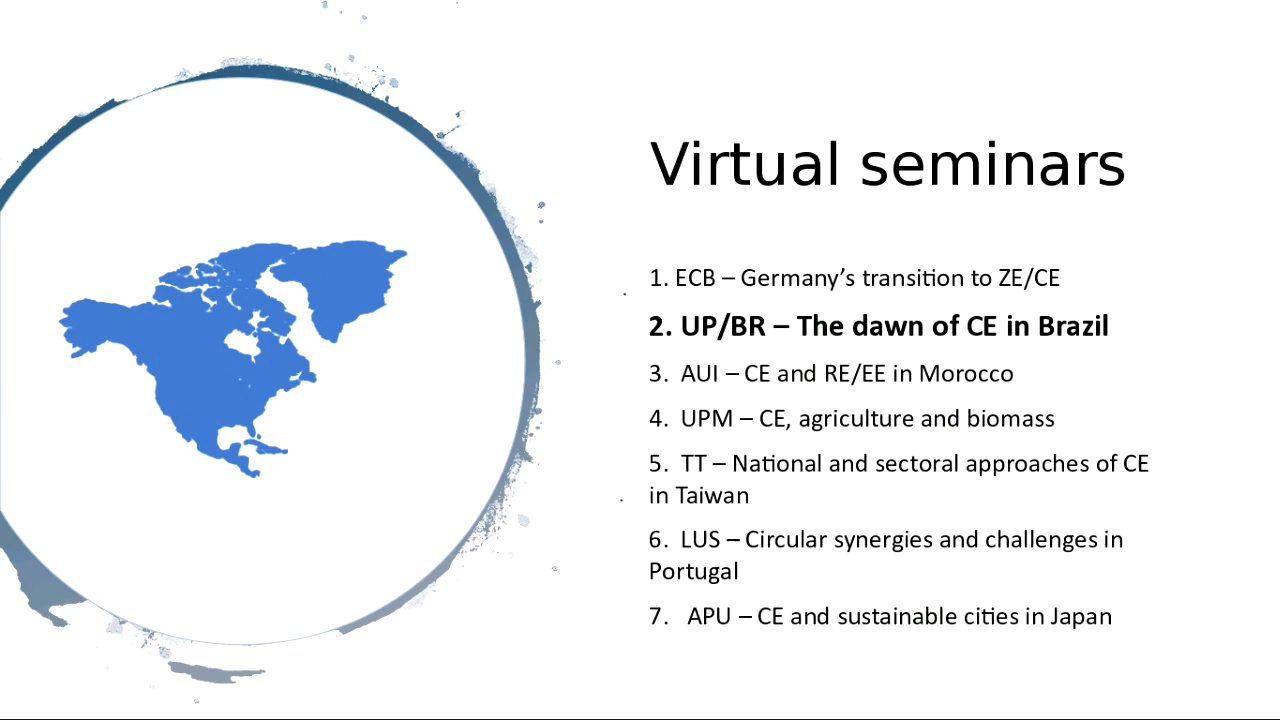 Virtual seminars
1. ECB – Germany’s transition to ZE/CE
2. UP/BR – The dawn of CE in Brazil
3. AUI – CE and RE/EE in Morocco
4. UPM – CE, agriculture and biomass
5. TT – National and sectoral approaches of CE
in Taiwan
6. LUS – Circular synergies and challenges in
Portugal
7. APU – CE and sustainable cities in Japan